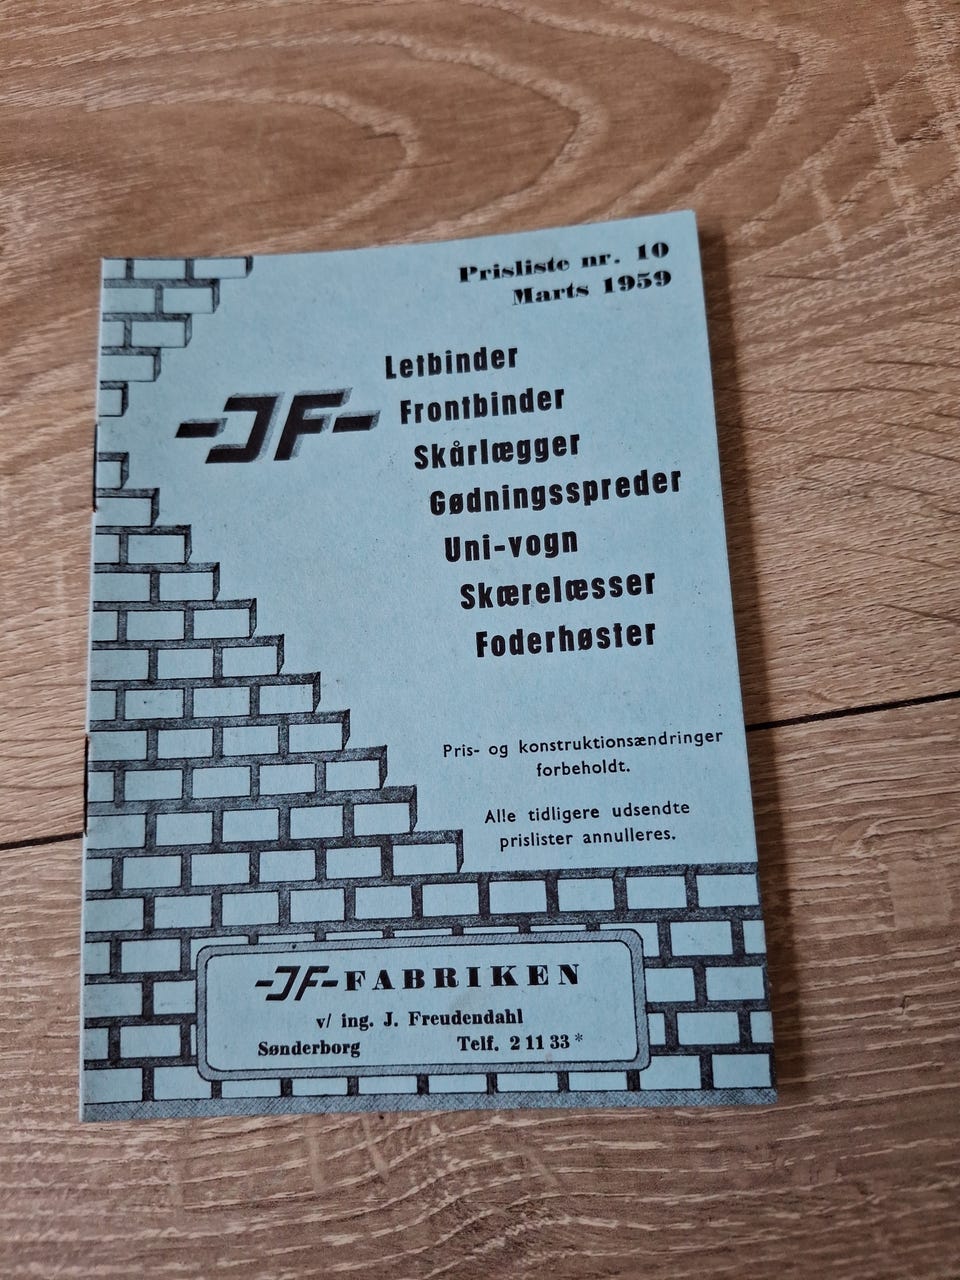 Prisliste nr. 10
Marts 1959
-JF-
Letbinder
Frontbinder
Skårlægger
Gødningsspreder
Uni-vogn
Skærelæsser
Foderhøster
Pris- og konstruktionsændringer
forbeholdt.
Alle tidligere udsendte
prislister annulleres.
-JF-FABRIKEN
v/ ing. J. Freudendahl
Sønderborg Telf. 2 11 33 *